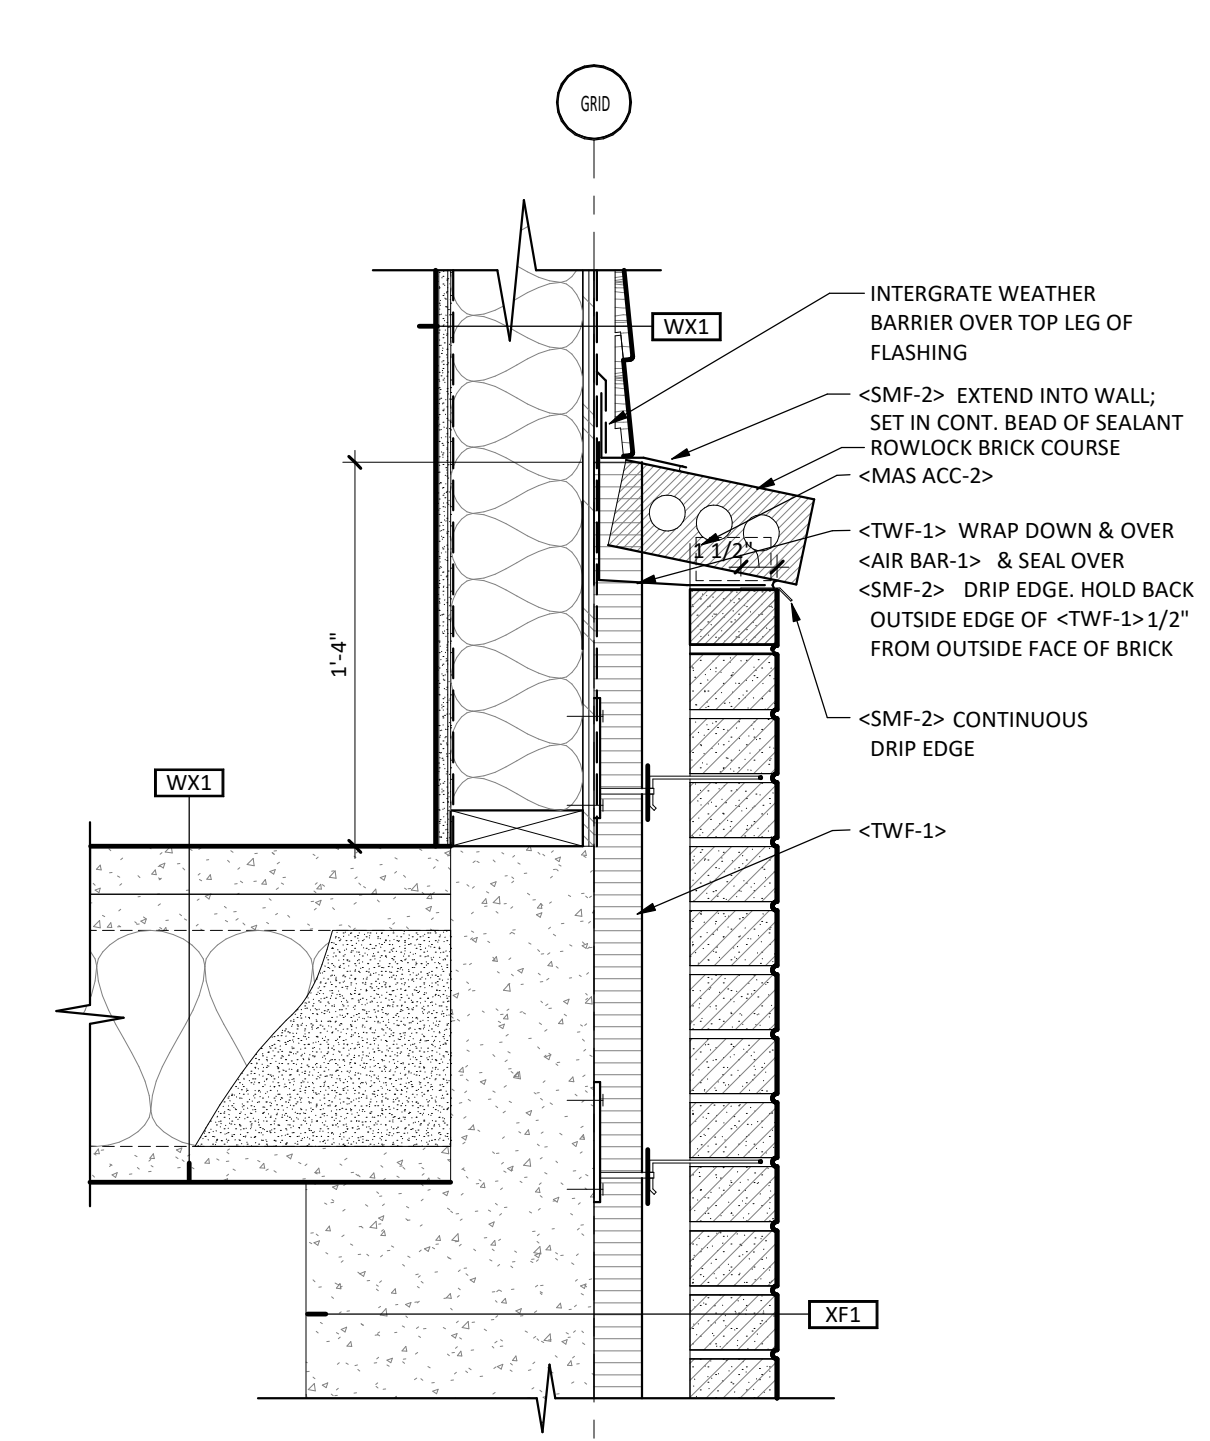 GRID
WX1
INTERGRATE WEATHER
BARRIER OVER TOP LEG OF
FLASHING
<SMF-2> EXTEND INTO WALL;
SET IN CONT. BEAD OF SEALANT
ROWLOCK BRICK COURSE
<MAS ACC-2>
<TWF-1> WRAP DOWN & OVER
<AIR BAR-1> & SEAL OVER
<SMF-2> DRIP EDGE. HOLD BACK
OUTSIDE EDGE OF <TWF-1> 1/2"
FROM OUTSIDE FACE OF BRICK
1 1/2"
1'-4"
<SMF-2> CONTINUOUS
DRIP EDGE
WX1
<TWF-1>
XF1